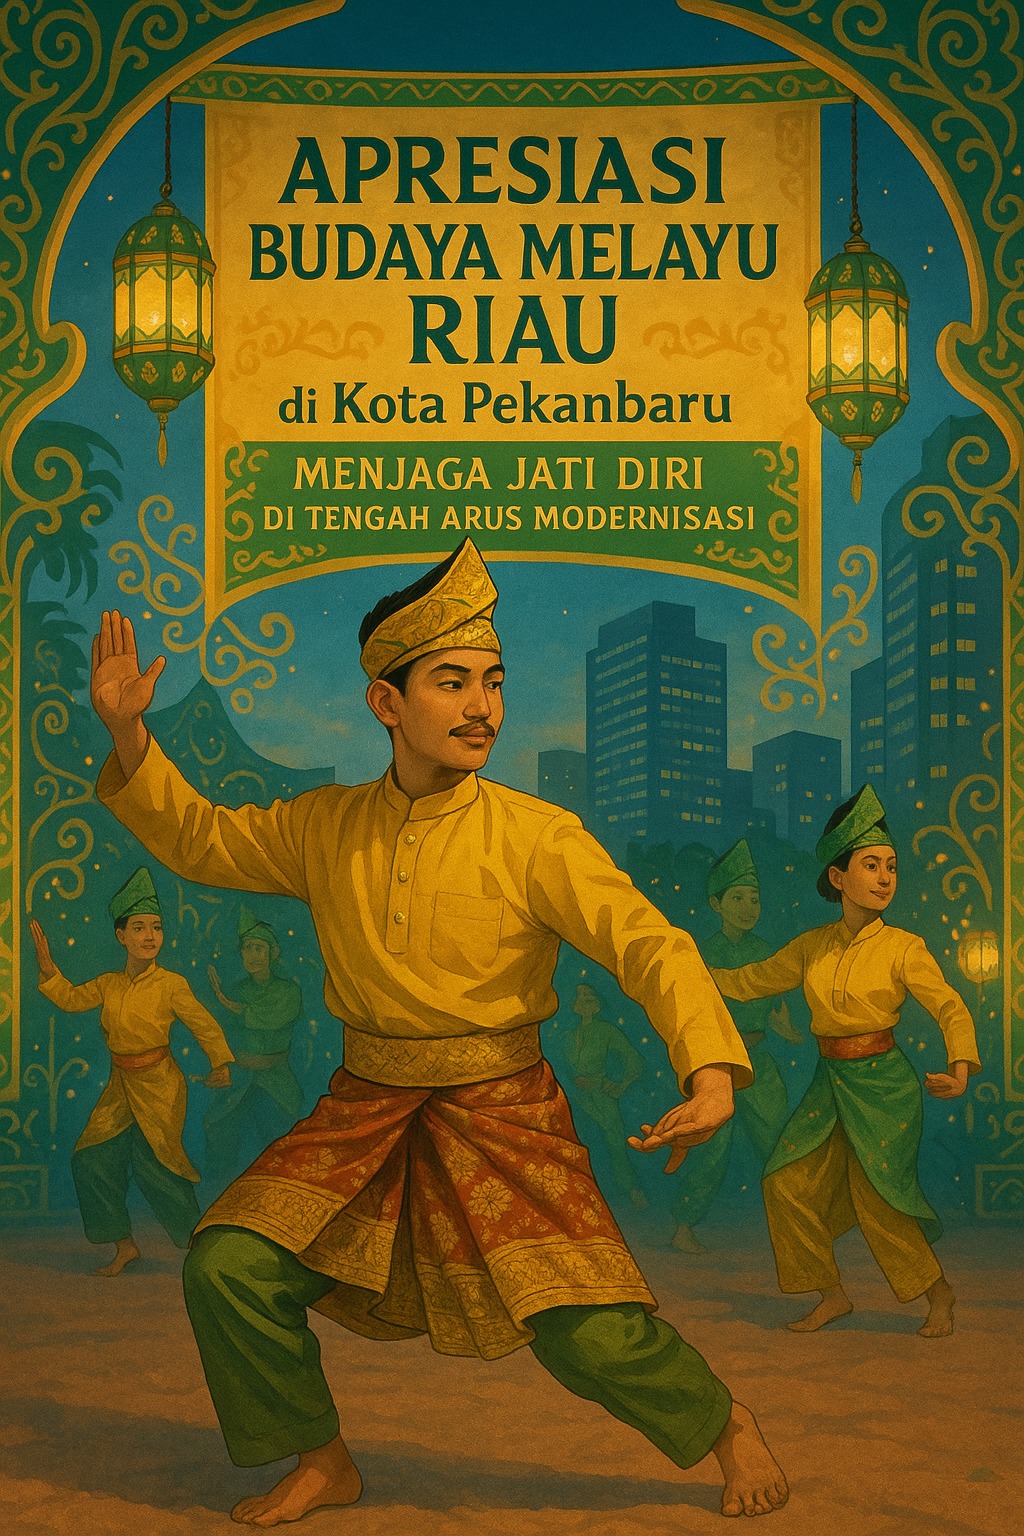 APRESIASI
BUDAYA MELAYU
RIAU
di Kota Pekanbaru
MENJAGA JATI DIRI
DI TENGAH ARUS MODERNISASI